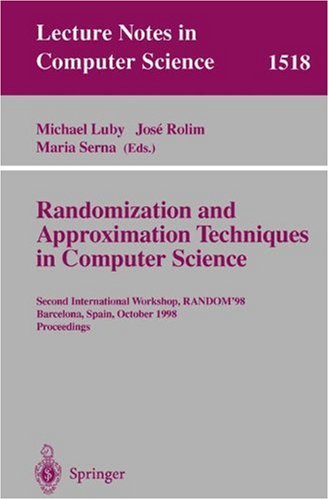 Lecture Notes in
Computer Science 1518
Michael Luby José Rolim
Maria Serna (Eds.)
Randomization and
Approximation Techniques
in Computer Science
Second International Workshop, RANDOM'98
Barcelona, Spain, October 1998
Proceedings
Springer